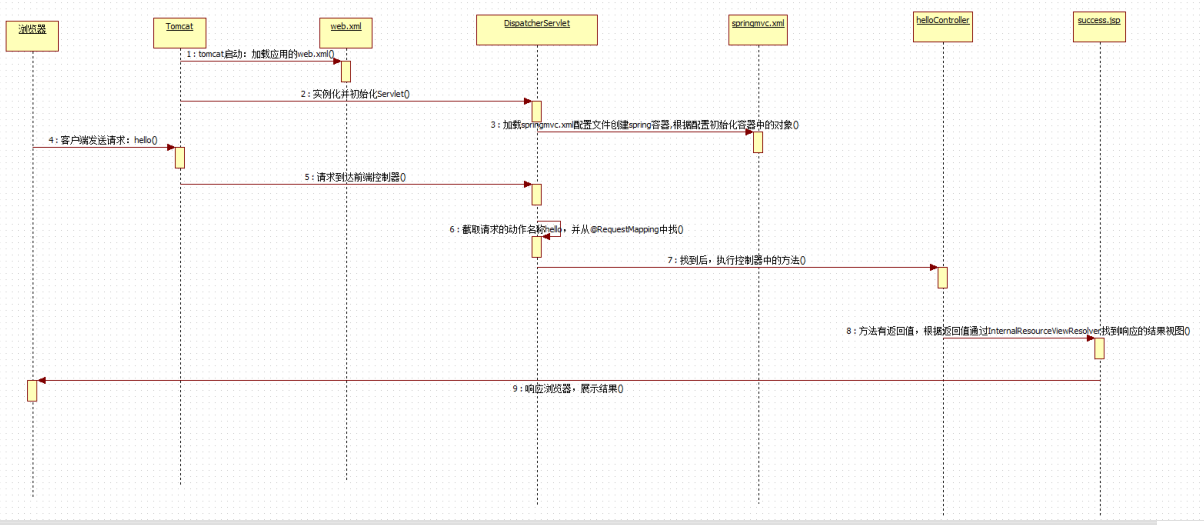 浏览器
Tomcat
web.xml
DispatcherServlet
springmvc.xml
helloController
success.jsp
1 : tomcat启动：加载应用的web.xml()
2 : 实例化并初始化Servlet()
3 : 加载springmvc.xml配置文件创建spring容器,根据配置初始化容器中的对象()
4 : 客户端发送请求：hello()
5 : 请求到达前端控制器()
6 : 截取请求的动作名称hello，并从@RequestMapping中找()
7 : 找到后，执行控制器中的方法()
8 : 方法有返回值，根据返回值通过InternalResourceViewResolver找到响应的结果视图()
9 : 响应浏览器，展示结果()